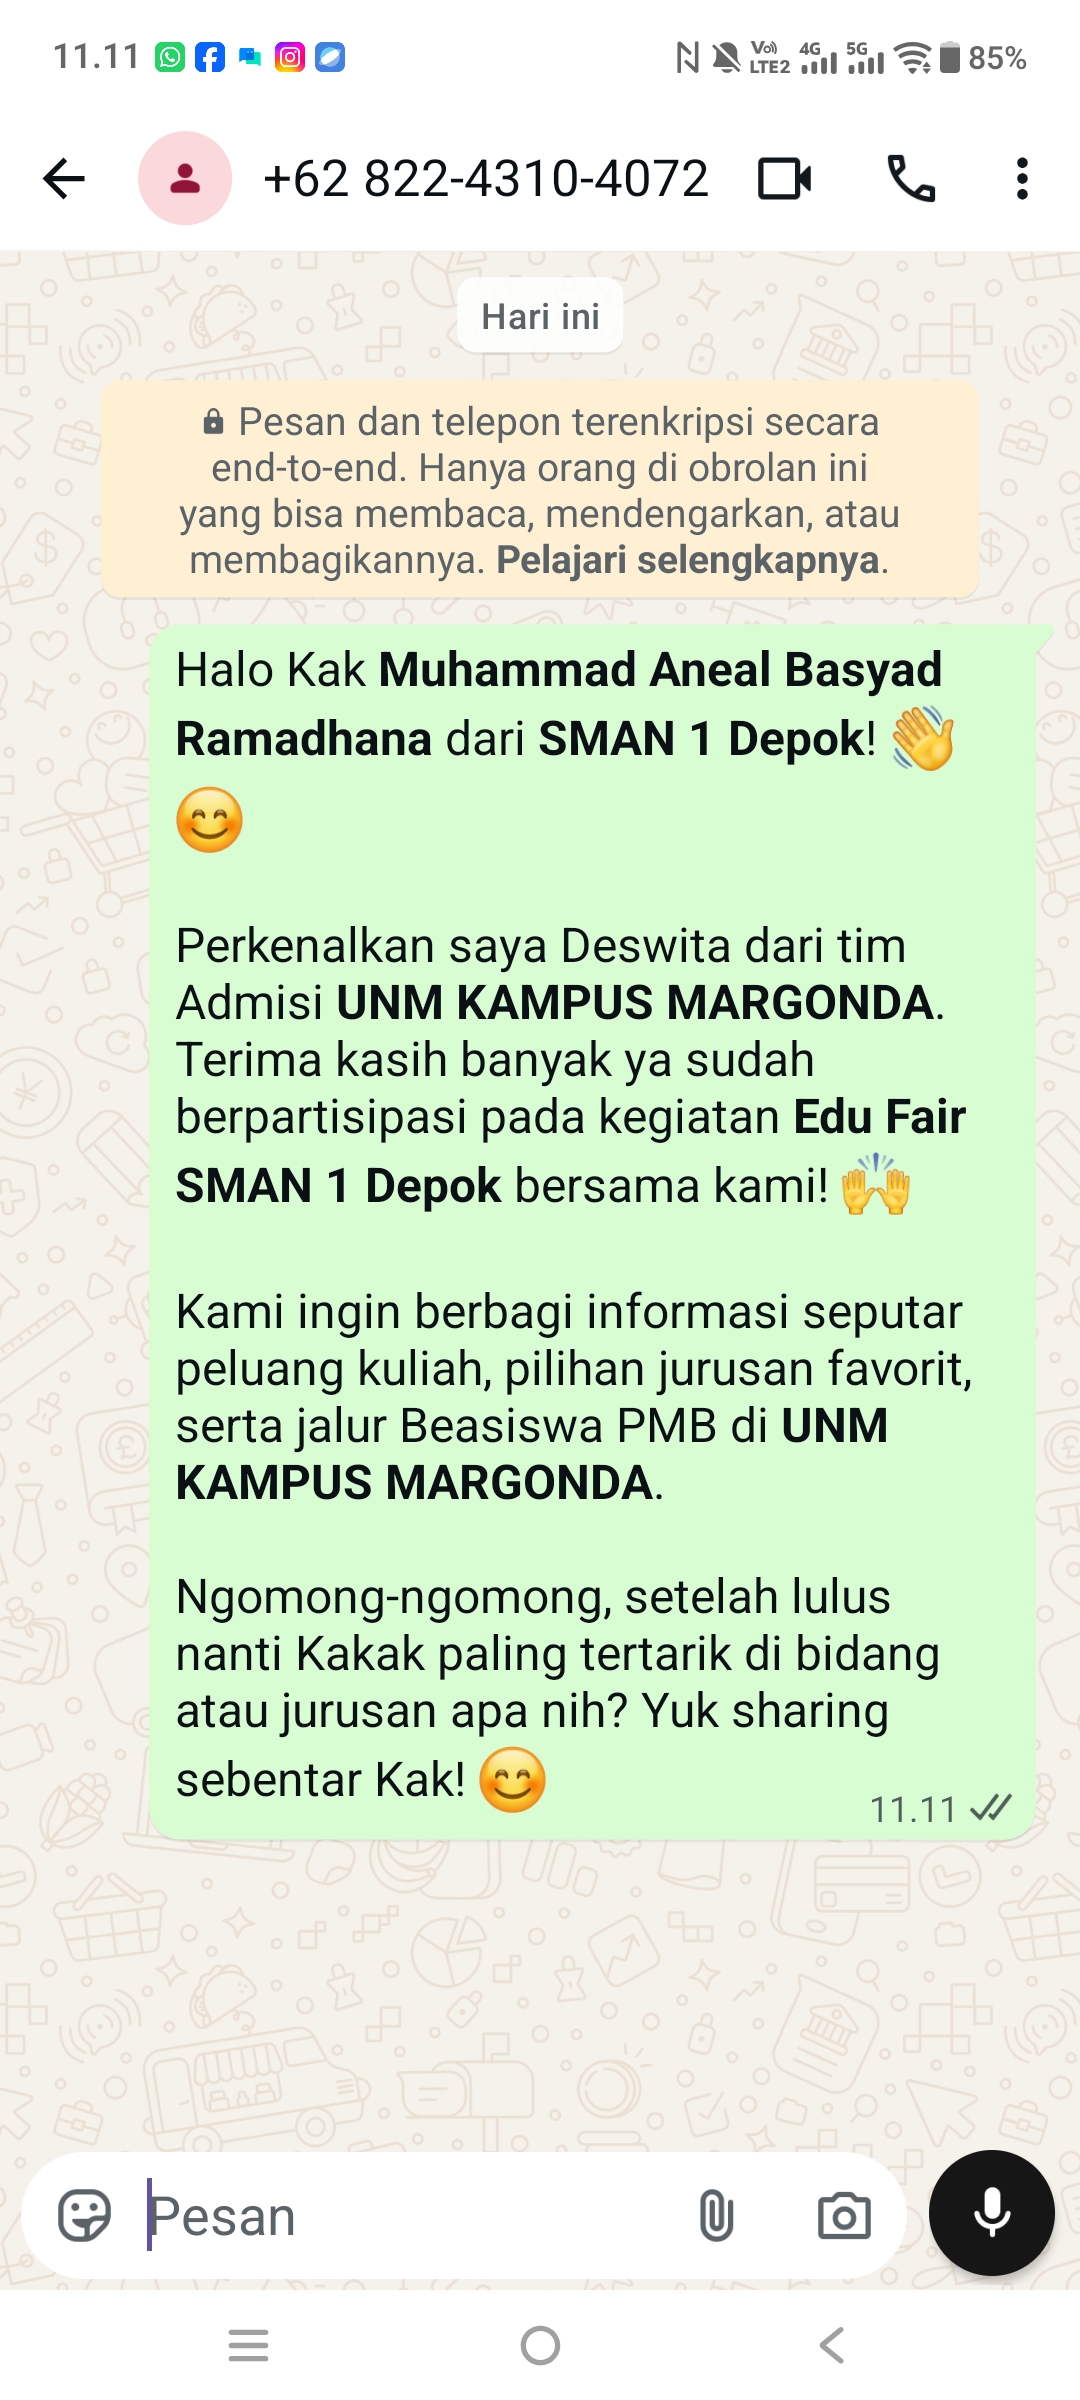 11.11
Vo))
LTE2
4G
5G
85%
+62 822-4310-4072
Hari ini
Pesan dan telepon terenkripsi secara
end-to-end. Hanya orang di obrolan ini
yang bisa membaca, mendengarkan, atau
membagikannya. Pelajari selengkapnya.
Halo Kak Muhammad Aneal Basyad
Ramadhana dari SMAN 1 Depok! 👋
😊
Perkenalkan saya Deswita dari tim
Admisi UNM KAMPUS MARGONDA.
Terima kasih banyak ya sudah
berpartisipasi pada kegiatan Edu Fair
SMAN 1 Depok bersama kami! 🙌
Kami ingin berbagi informasi seputar
peluang kuliah, pilihan jurusan favorit,
serta jalur Beasiswa PMB di UNM
KAMPUS MARGONDA.
Ngomong-ngomong, setelah lulus
nanti Kakak paling tertarik di bidang
atau jurusan apa nih? Yuk sharing
sebentar Kak! 😊
11.11
Pesan